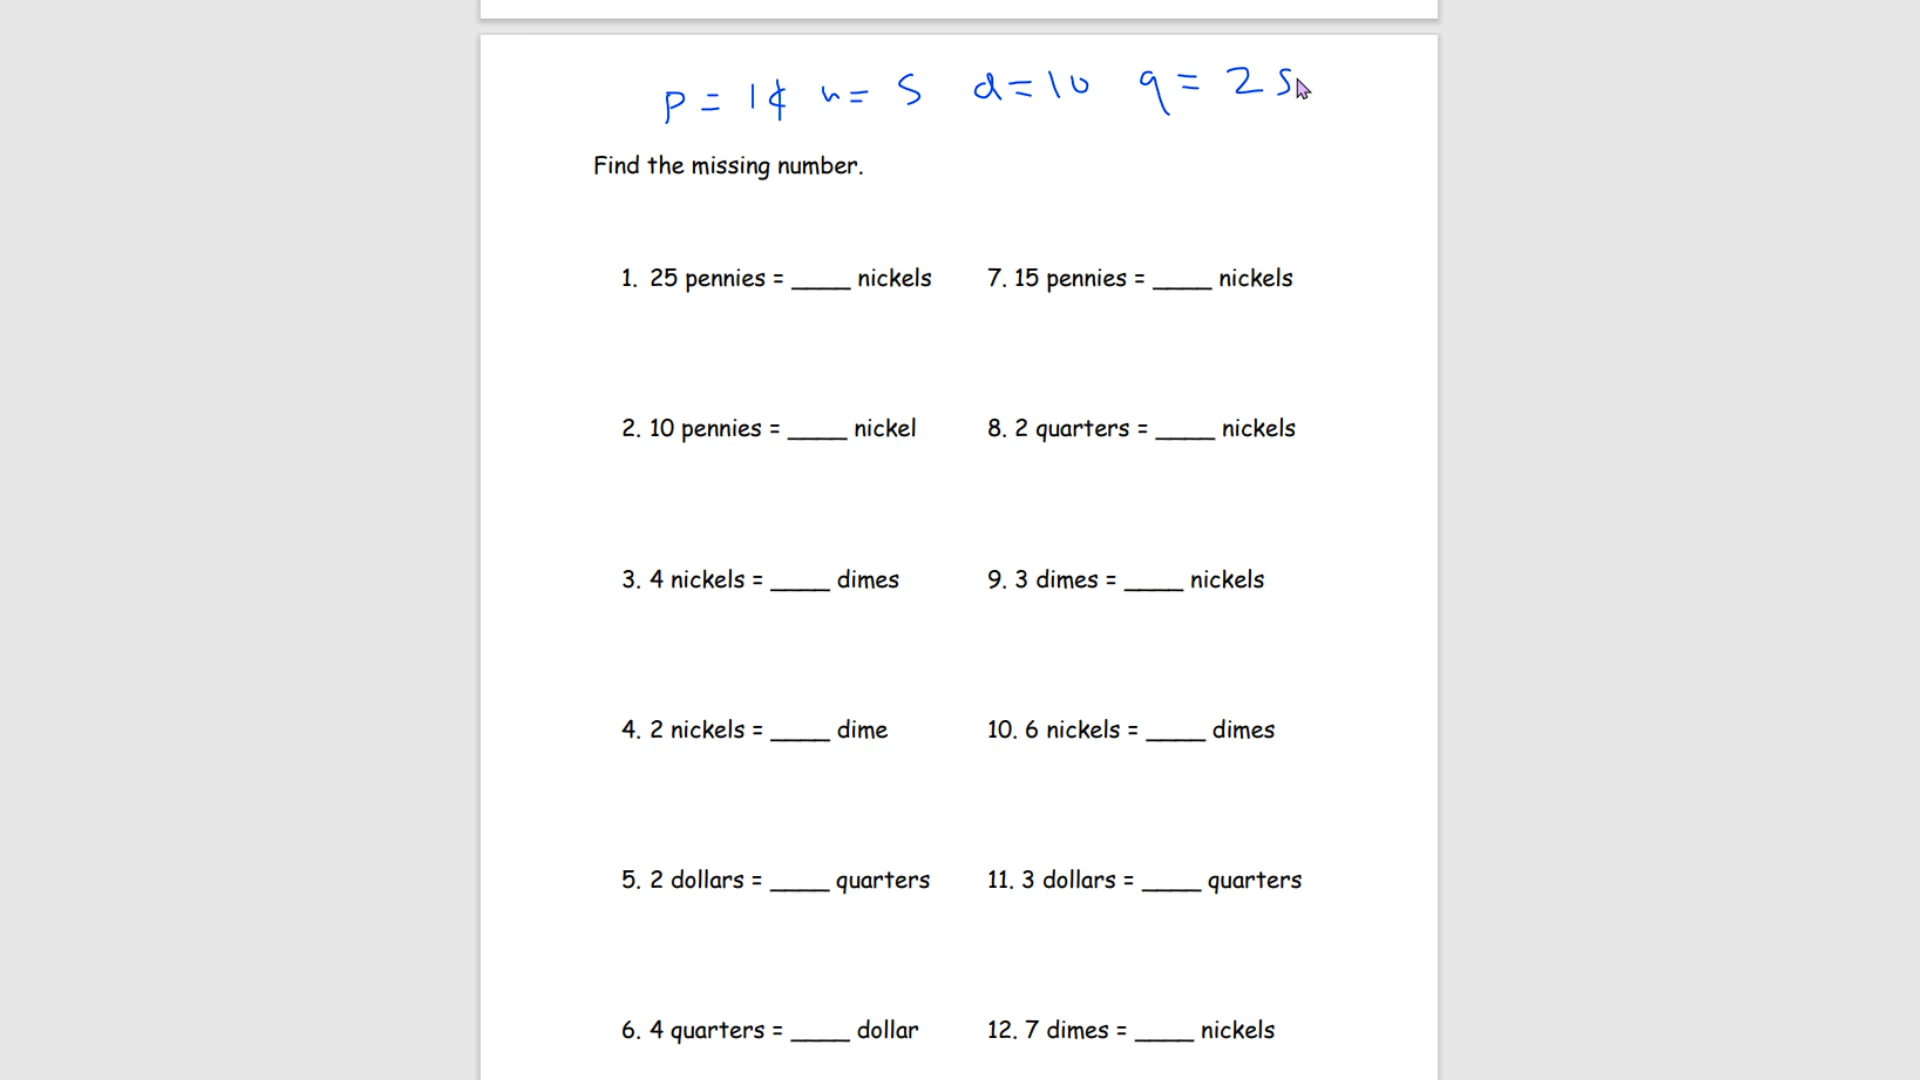 p = 1¢ n = 5 d = 10 q = 25
Find the missing number.
1. 25 pennies = ____ nickels
7. 15 pennies = ____ nickels
2. 10 pennies = ____ nickel
8. 2 quarters = ____ nickels
3. 4 nickels = ____ dimes
9. 3 dimes = ____ nickels
4. 2 nickels = ____ dime
10. 6 nickels = ____ dimes
5. 2 dollars = ____ quarters
11. 3 dollars = ____ quarters
6. 4 quarters = ____ dollar
12. 7 dimes = ____ nickels